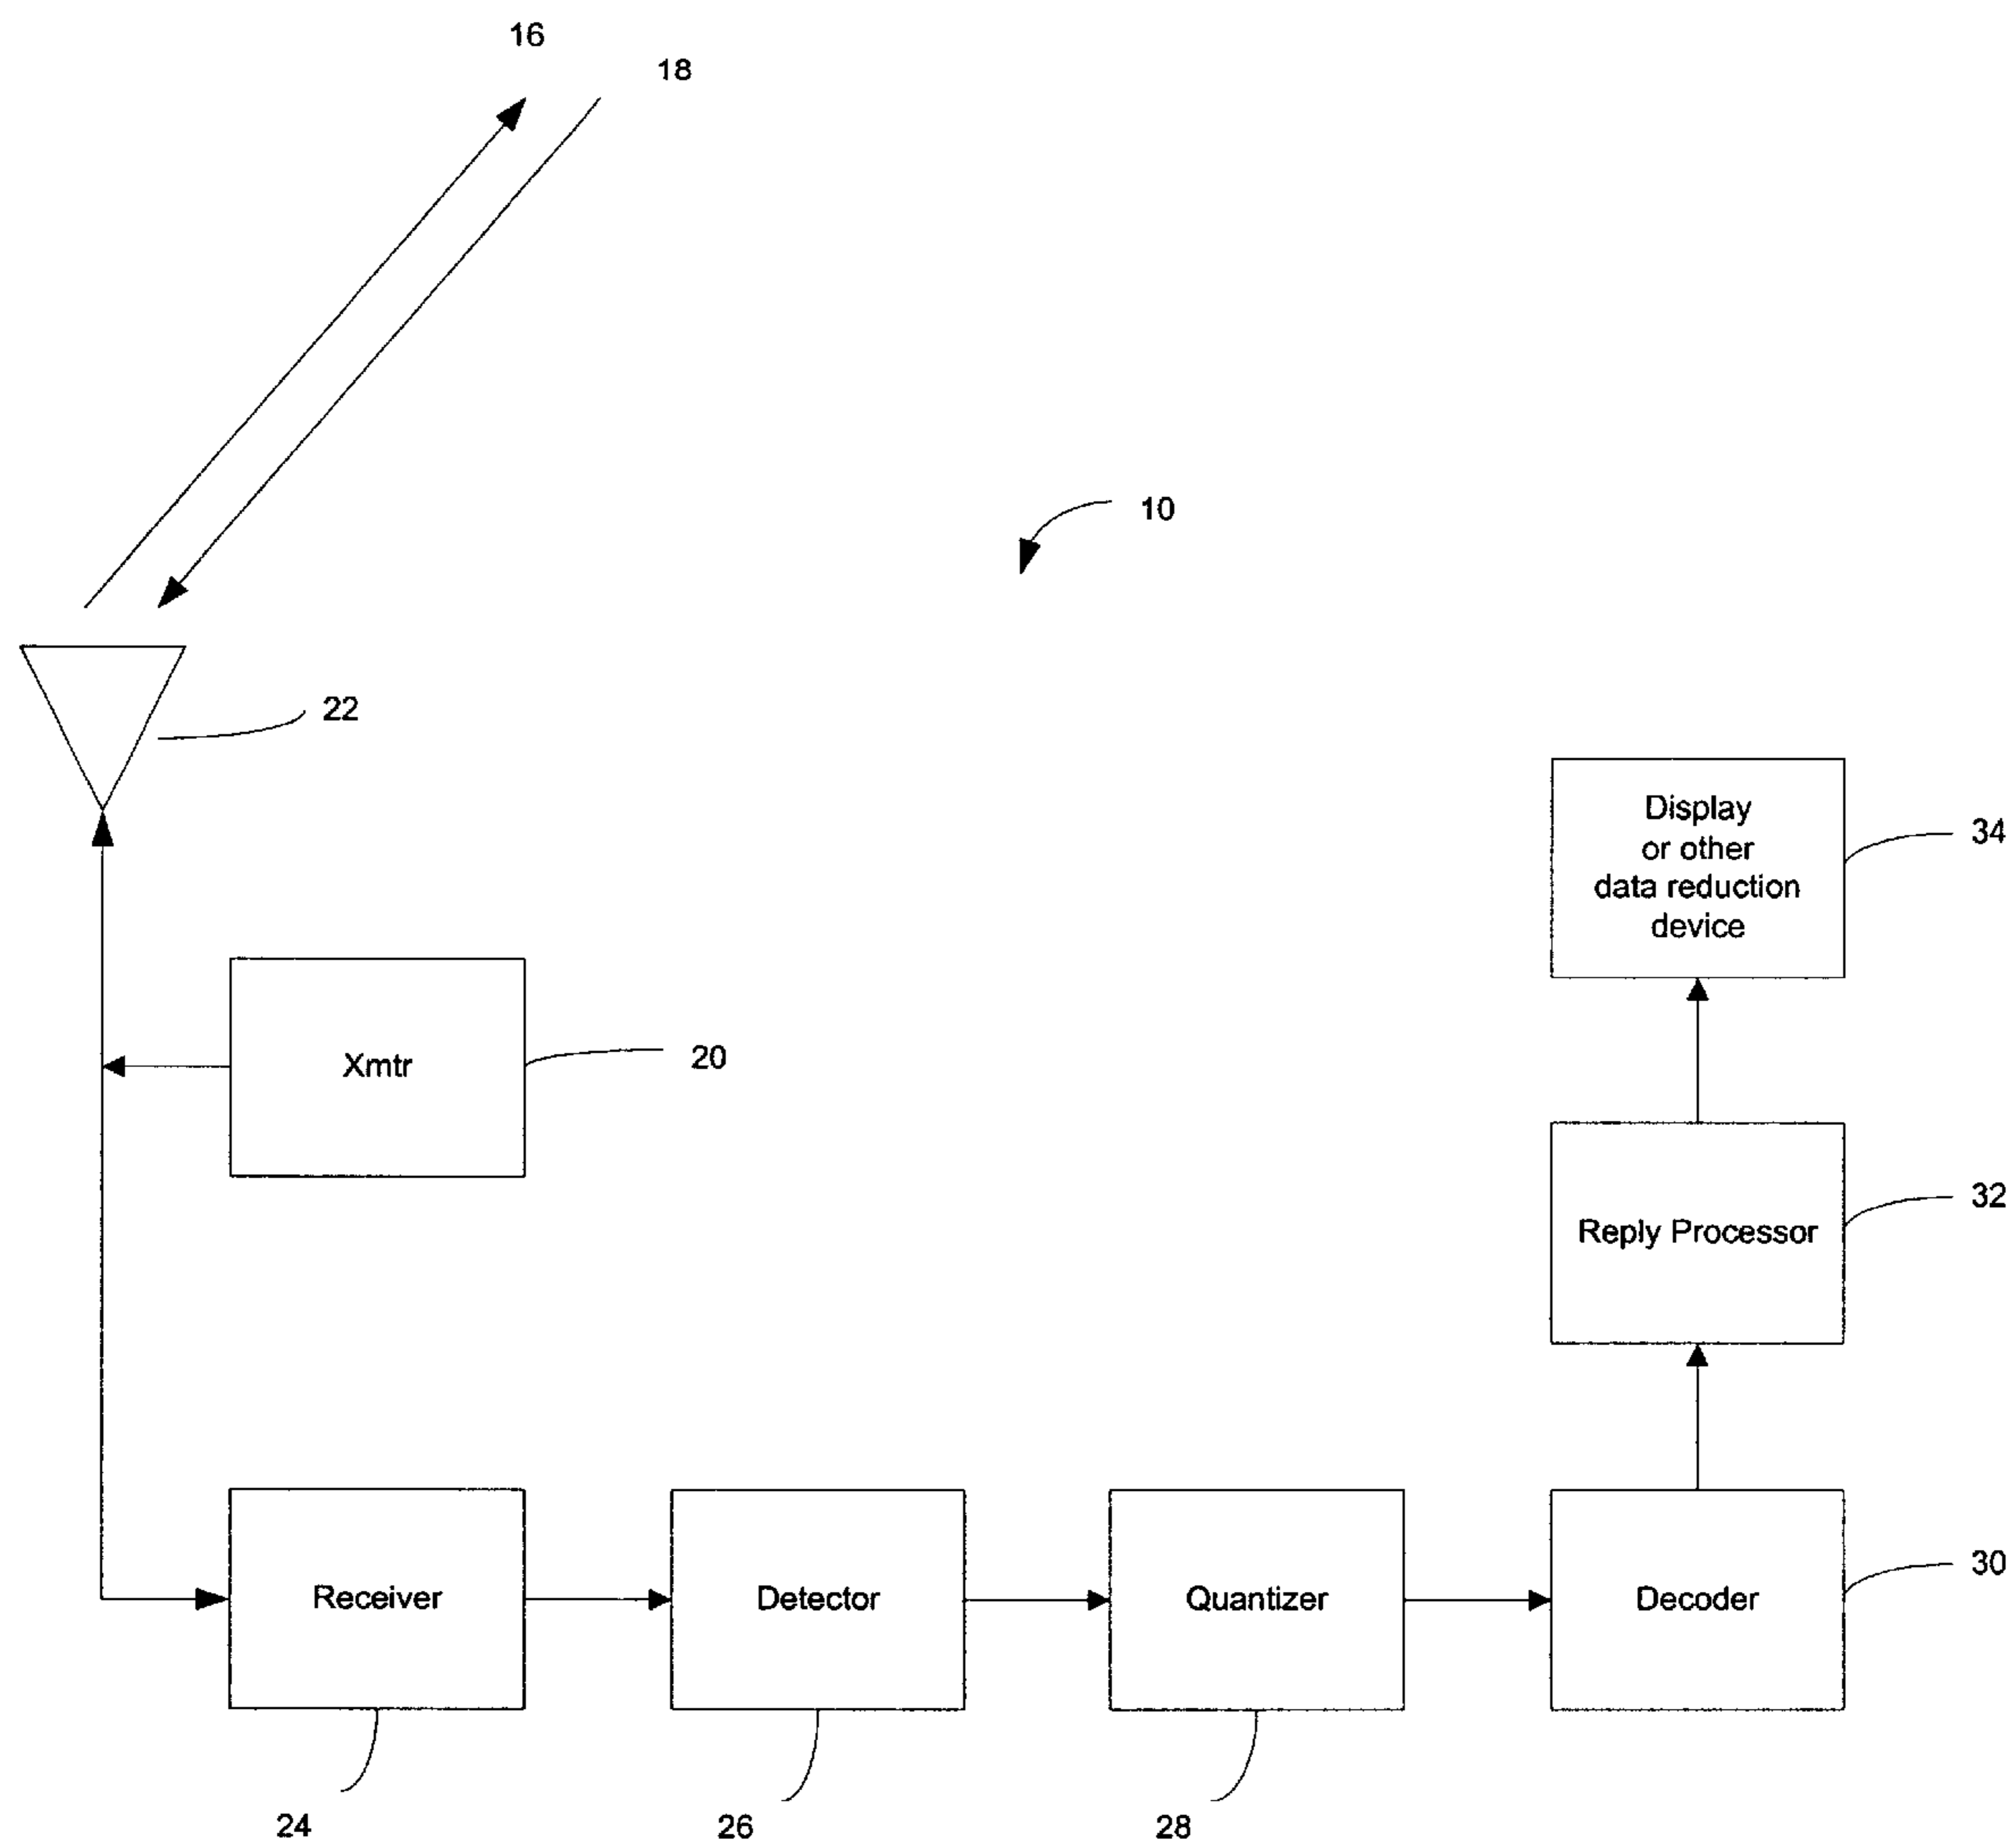 16
18
10
22
Display
or other
data reduction
device
34
Xmtr
20
Reply Processor
32
Receiver
Detector
Quantizer
Decoder
30
24
26
28